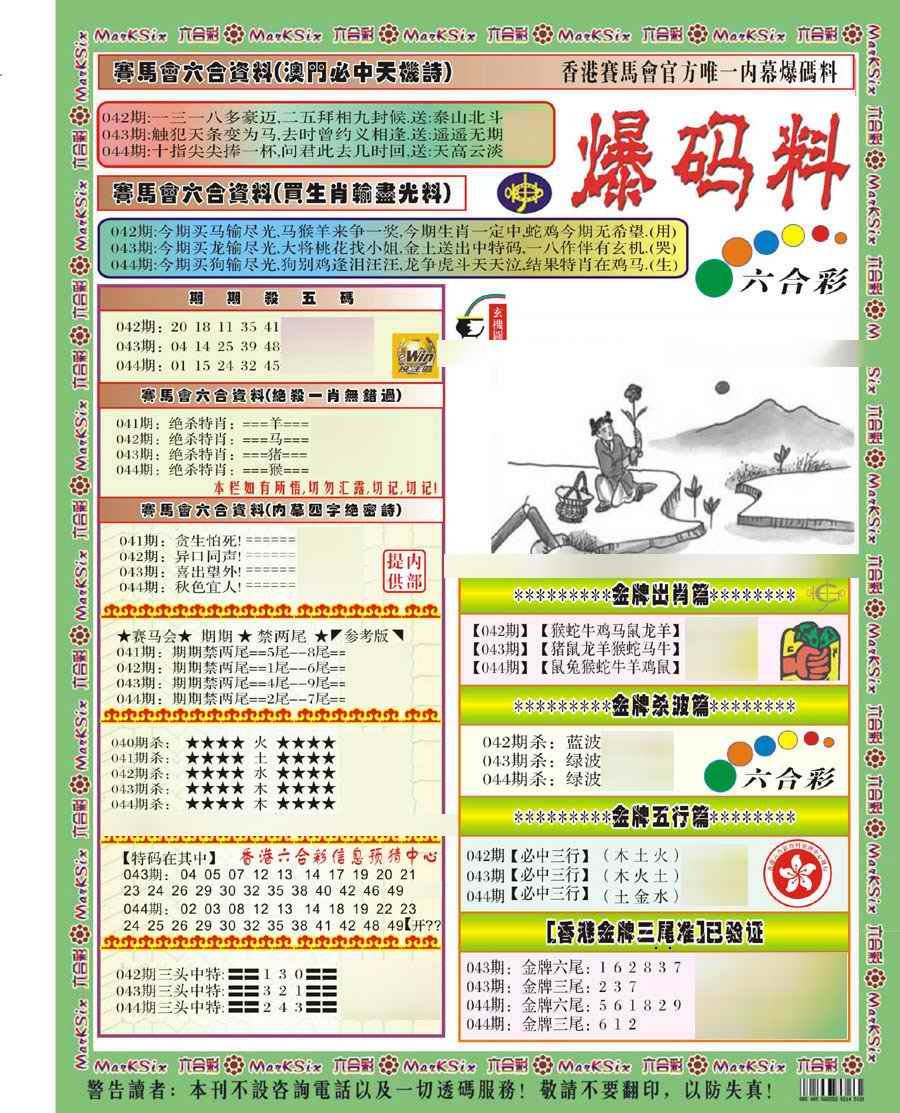 MarKSix 六合彩 MarKSix 六合彩 MarKSix 六合彩 MarKSix 六合彩 MarKSix 六合彩
賽馬會六合資料(澳門必中天機詩)
香港賽馬會官方唯一内幕爆碼料
042期:一三一八多豪迈,二五拜相九封候.送:泰山北斗
043期:触犯天条变为马,去时曾约义相逢.送:遥遥无期
044期:十指尖尖捧一杯,问君此去几时回,送:天高云淡
爆码料
賽馬會六合資料(買生肖輸盡光料)
042期:今期买马输尽光,马猴羊来争一奖,今期生肖一定中,蛇鸡今期无希望.(用)
043期:今期买龙输尽光,大将桃花找小姐,金土送出中特码,一八作伴有玄机.(哭)
044期:今期买狗输尽光,狗别鸡逢泪汪汪,龙争虎斗天天泣,结果特肖在鸡马.(生)
六合彩
期期殺五碼
042期: 20 18 11 35 41
043期: 04 14 25 39 48
044期: 01 15 24 32 45
Win
玄機圖
賽馬會六合資料(絶殺一肖無錯過)
041期: 绝杀特肖: ===羊===
042期: 绝杀特肖: ===马===
043期: 绝杀特肖: ===猪===
044期: 绝杀特肖: ===猴===
本栏如有所悟,切勿汇露,切记,切记!
賽馬會六合資料(内幕四字绝密詩)
041期: 贪生怕死! ======
042期: 异口同声! ======
043期: 喜出望外! ======
044期: 秋色宜人! ======
提内
供部
★赛马会★ 期期 ★ 禁两尾 ★◤参考版◥
041期: 期期禁两尾==5尾--8尾==
042期: 期期禁两尾==1尾--6尾==
043期: 期期禁两尾==4尾--9尾==
044期: 期期禁两尾==2尾--7尾==
040期杀: ★★★★ 火 ★★★★
041期杀: ★★★★ 土 ★★★★
042期杀: ★★★★ 水 ★★★★
043期杀: ★★★★ 木 ★★★★
044期杀: ★★★★ 木 ★★★★
【特码在其中】 香港六合彩信息预猜中心
043期: 04 05 07 12 13 14 17 19 20 21
23 24 26 29 30 32 35 38 40 42 46 49
044期: 02 03 08 12 13 14 18 19 22 23
24 25 26 29 30 32 35 38 41 42 48 49【开??
042期三头中特:☰☰1 3 0☰☰
043期三头中特:☰☰3 2 1☰☰
044期三头中特:☰☰2 4 3☰☰
*********金牌出肖篇********
【042期】【猴蛇牛鸡马鼠龙羊】
【043期】【猪鼠龙羊猴蛇马牛】
【044期】【鼠兔猴蛇牛羊鸡鼠】
*********金牌杀波篇********
042期杀: 蓝波
043期杀: 绿波
044期杀: 绿波
六合彩
*********金牌五行篇********
042期【必中三行】 (木土火)
043期【必中三行】 (木火土)
044期【必中三行】 (土金水)
[香港金牌三尾准]已验证
043期: 金牌六尾: 1 6 2 8 3 7
043期: 金牌三尾: 2 3 7
044期: 金牌六尾: 5 6 1 8 2 9
044期: 金牌三尾: 6 1 2
MarKSix 六合彩 MarKSix 六合彩 MarKSix 六合彩 MarKSix 六合彩 MarKSix 六合彩
警告讀者: 本刊不設咨詢電話以及一切透碼服務! 敬請不要翻印, 以防失真!